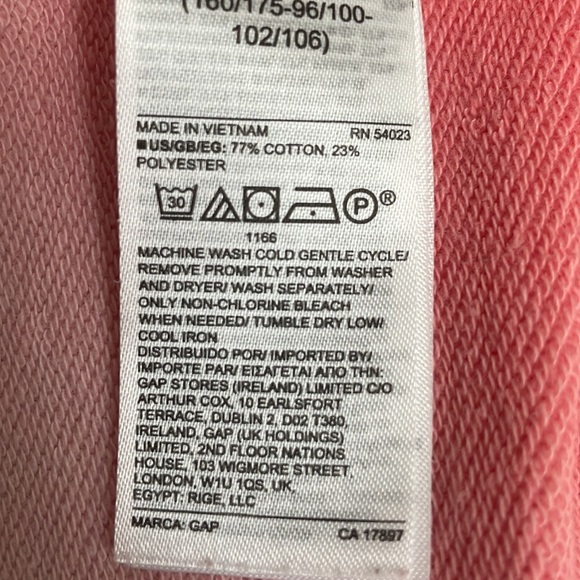 (160/175-96/100-
102/106)
MADE IN VIETNAM RN 54023
■US/GB/EG: 77% COTTON, 23%
POLYESTER
30 P®
1166
MACHINE WASH COLD GENTLE CYCLE/
REMOVE PROMPTLY FROM WASHER
AND DRYER/ WASH SEPARATELY/
ONLY NON-CHLORINE BLEACH
WHEN NEEDED/ TUMBLE DRY LOW/
COOL IRON
DISTRIBUIDO POR/ IMPORTED BY/
IMPORTE PAR/ ΕΙΣΑΓΕΤΑΙ ΑΠΟ ΤΗΝ:
GAP STORES (IRELAND) LIMITED C/O
ARTHUR COX, 10 EARLSFORT
TERRACE, DUBLIN 2, D02 T380,
IRELAND, GAP (UK HOLDINGS)
LIMITED, 2ND FLOOR NATIONS
HOUSE, 103 WIGMORE STREET,
LONDON, W1U 1QS, UK,
EGYPT: RIGE, LLC
MARCA: GAP CA 17897